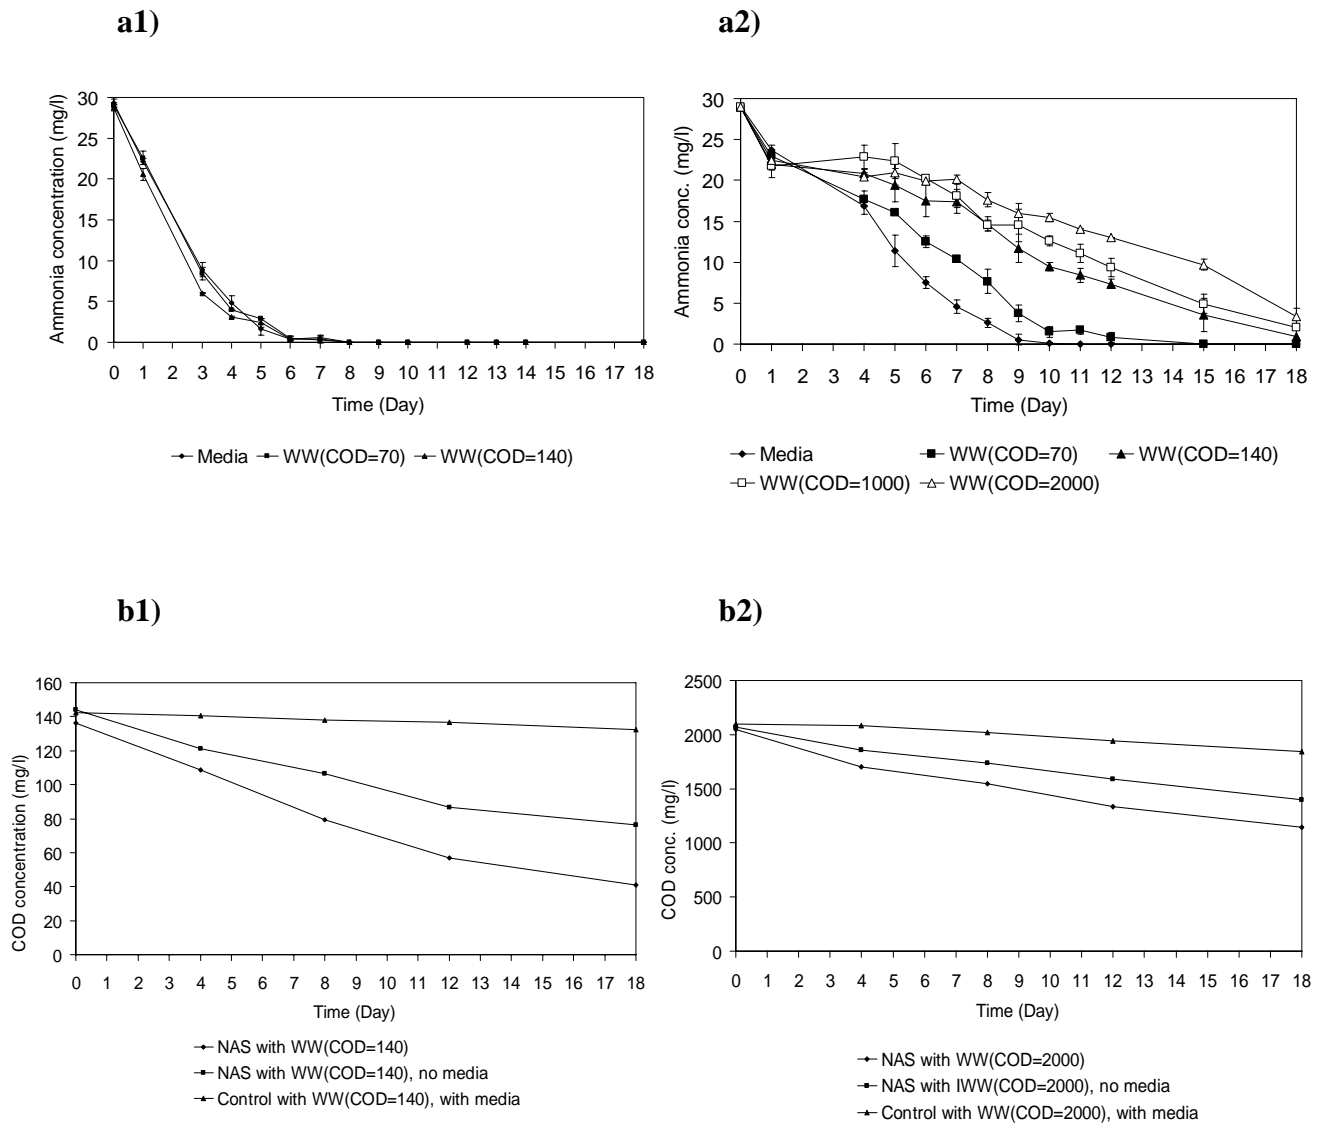 a1)
a2)
Ammonia concentration (mg/l)
30
25
20
15
10
5
0
0 1 2 3 4 5 6 7 8 9 10 11 12 13 14 15 16 17 18
Time (Day)
Media WW(COD=70) WW(COD=140)
Ammonia conc. (mg/l)
30
25
20
15
10
5
0
0 1 2 3 4 5 6 7 8 9 10 11 12 13 14 15 16 17 18
Time (Day)
Media WW(COD=70) WW(COD=140)
WW(COD=1000) WW(COD=2000)
b1)
b2)
COD concentration (mg/l)
160
140
120
100
80
60
40
20
0
0 1 2 3 4 5 6 7 8 9 10 11 12 13 14 15 16 17 18
Time (Day)
NAS with WW(COD=140)
NAS with WW(COD=140), no media
Control with WW(COD=140), with media
COD conc. (mg/l)
2500
2000
1500
1000
500
0
0 1 2 3 4 5 6 7 8 9 10 11 12 13 14 15 16 17 18
Time (Day)
NAS with WW(COD=2000)
NAS with IWW(COD=2000), no media
Control with WW(COD=2000), with media